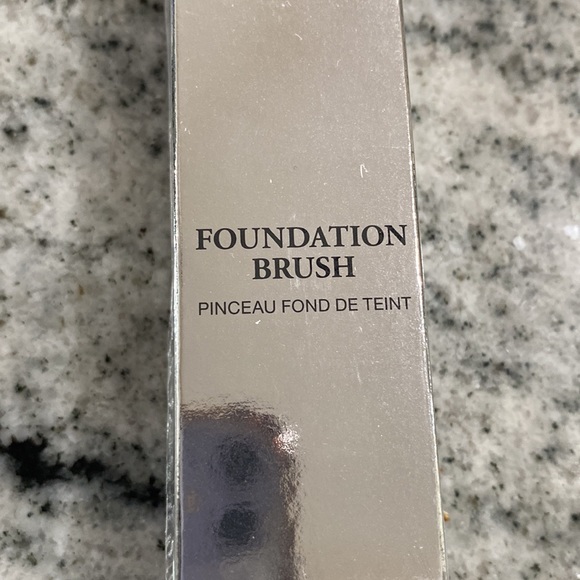 FOUNDATION
BRUSH
PINCEAU FOND DE TEINT